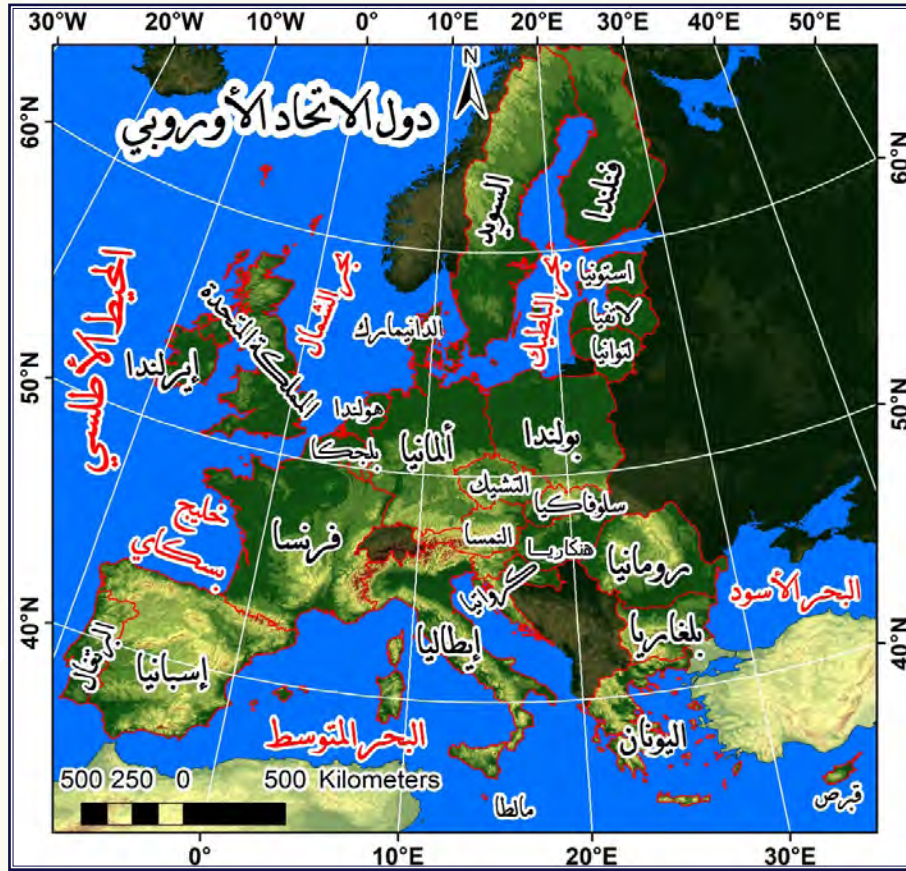 30°W 20°W 10°W 0° 10°E 20°E 30°E 40°E 50°E
N
دول الاتحاد الأوروبي
60°N
60°N
فنلندا
السويد
استونيا
بحر البلطيق
بحر الشمال
المحيط الأطلسي
لاتفيا
الدانيمارك
المملكة المتحدة
لتوانيا
إيرلندا
50°N
50°N
هولندا
بولندا
ألمانيا
بلجكا
التشيك
سلوفاكيا
خليج
بسكاي
فرنسا
النمسا
هنكاريا
رومانيا
كرواتيا
البحر الأسود
40°N
40°N
البرتغال
إيطاليا
بلغاريا
إسبانيا
البحر المتوسط
اليونان
500 250 0 500 Kilometers
مالطا
قبرص
0° 10°E 20°E 30°E